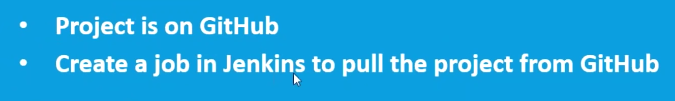 • Project is on GitHub
• Create a job in Jenkins to pull the project from GitHub